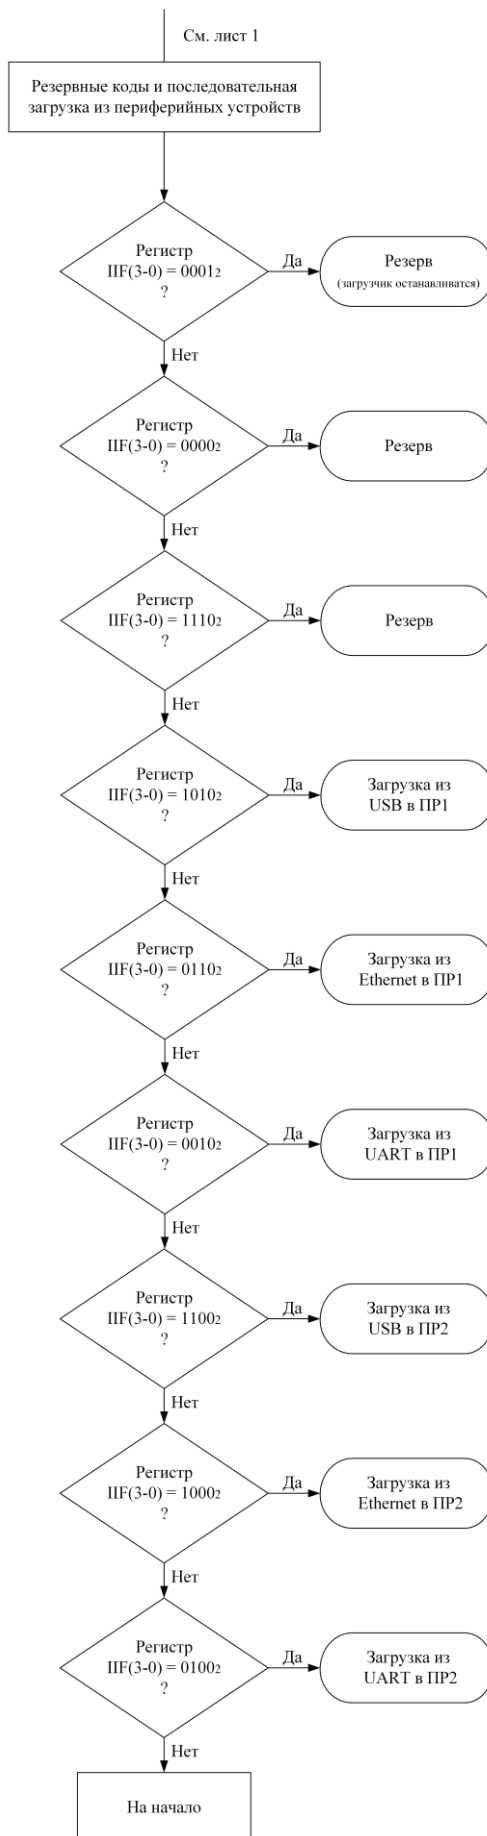 См. лист 1
Резервные коды и последовательная
загрузка из периферийных устройств
Регистр
IIF(3-0) = 0001₂
?
Да
Резерв
(загрузчик останавливатся)
Нет
Регистр
IIF(3-0) = 0000₂
?
Да
Резерв
Нет
Регистр
IIF(3-0) = 1110₂
?
Да
Резерв
Нет
Регистр
IIF(3-0) = 1010₂
?
Да
Загрузка из
USB в ПР1
Нет
Регистр
IIF(3-0) = 0110₂
?
Да
Загрузка из
Ethernet в ПР1
Нет
Регистр
IIF(3-0) = 0010₂
?
Да
Загрузка из
UART в ПР1
Нет
Регистр
IIF(3-0) = 1100₂
?
Да
Загрузка из
USB в ПР2
Нет
Регистр
IIF(3-0) = 1000₂
?
Да
Загрузка из
Ethernet в ПР2
Нет
Регистр
IIF(3-0) = 0100₂
?
Да
Загрузка из
UART в ПР2
Нет
На начало